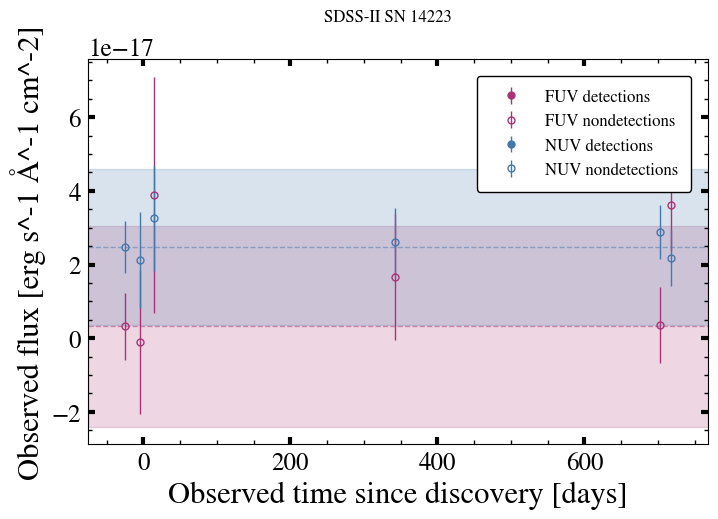 SDSS-II SN 14223
1e−17
FUV detections
FUV nondetections
NUV detections
NUV nondetections
6
4
2
0
−2
0 200 400 600
Observed time since discovery [days]
Observed flux [erg s^-1 Å^-1 cm^-2]